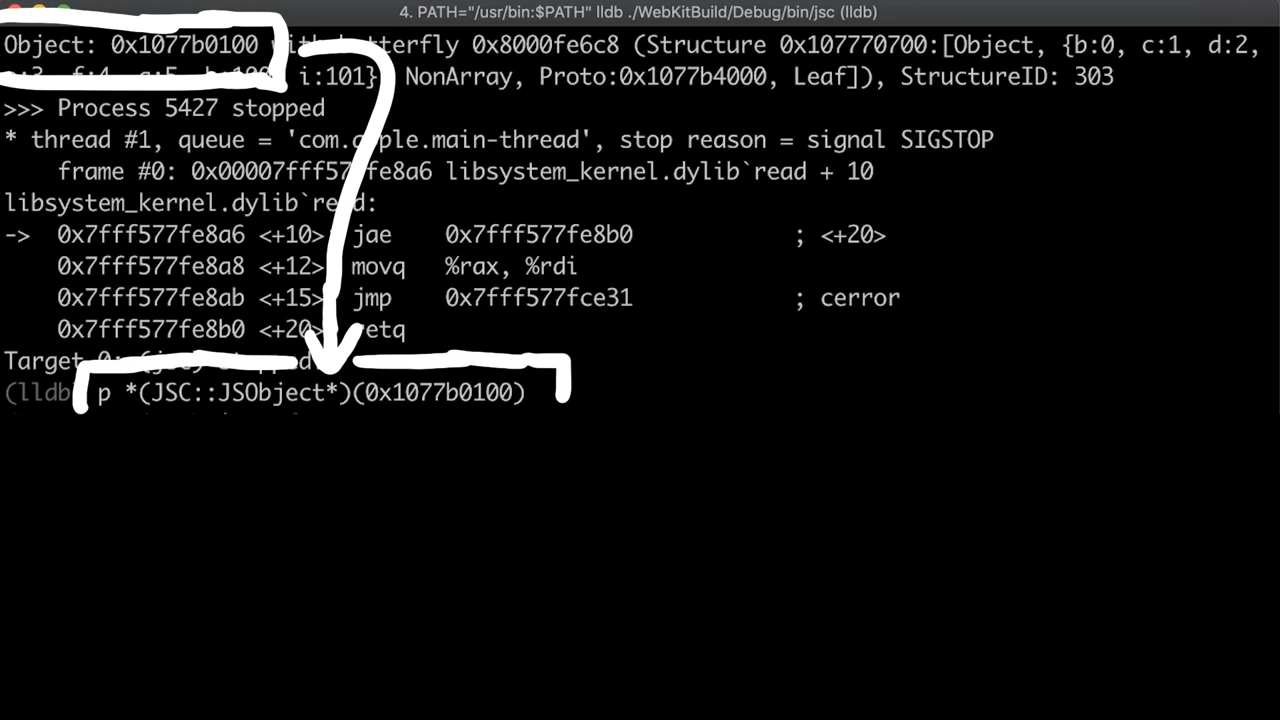 4. PATH="/usr/bin:$PATH" lldb ./WebKitBuild/Debug/bin/jsc (lldb)
Object: 0x1077b0100 with butterfly 0x8000fe6c8 (Structure 0x107770700:[Object, {b:0, c:1, d:2,
i:101}, NonArray, Proto:0x1077b4000, Leaf]), StructureID: 303
>>> Process 5427 stopped
* thread #1, queue = 'com.apple.main-thread', stop reason = signal SIGSTOP
frame #0: 0x00007fff577fe8a6 libsystem_kernel.dylib`read + 10
libsystem_kernel.dylib`read:
-> 0x7fff577fe8a6 <+10>: jae 0x7fff577fe8b0 ; <+20>
0x7fff577fe8a8 <+12>: movq %rax, %rdi
0x7fff577fe8ab <+15>: jmp 0x7fff577fce31 ; cerror
0x7fff577fe8b0 <+20>: retq
Target 0: (jsc) stopped.
(lldb) p *(JSC::JSObject*)(0x1077b0100)